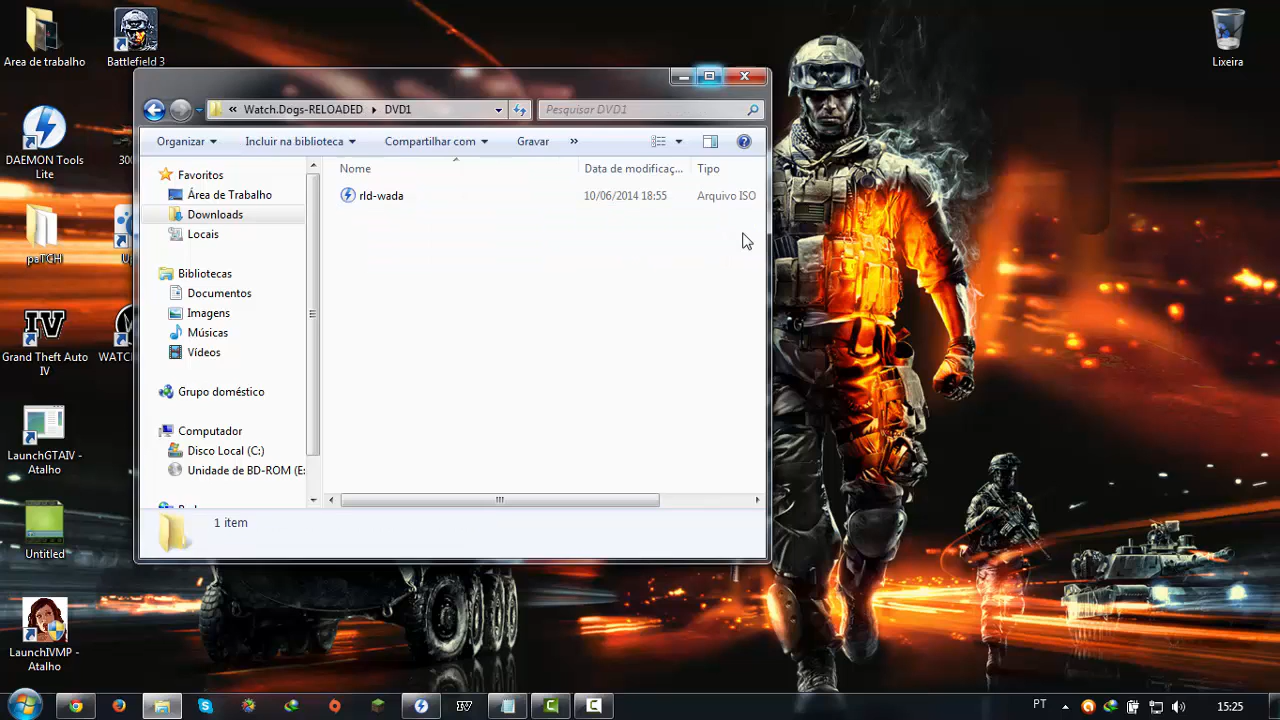 Area de trabalho
Battlefield 3
Lixeira
Watch.Dogs-RELOADED DVD1
Pesquisar DVD1
Organizar Incluir na biblioteca Compartilhar com Gravar »
DAEMON Tools
Lite
Favoritos
Área de Trabalho
Downloads
Locais
Bibliotecas
Documentos
Imagens
Músicas
Vídeos
Grupo doméstico
Computador
Disco Local (C:)
Unidade de BD-ROM (E:
Nome Data de modificaç... Tipo
rld-wada 10/06/2014 18:55 Arquivo ISO
1 item
paTCH
IV
Grand Theft Auto
IV
LaunchGTAIV -
Atalho
Untitled
LaunchIVMP -
Atalho
IV
PT
15:25